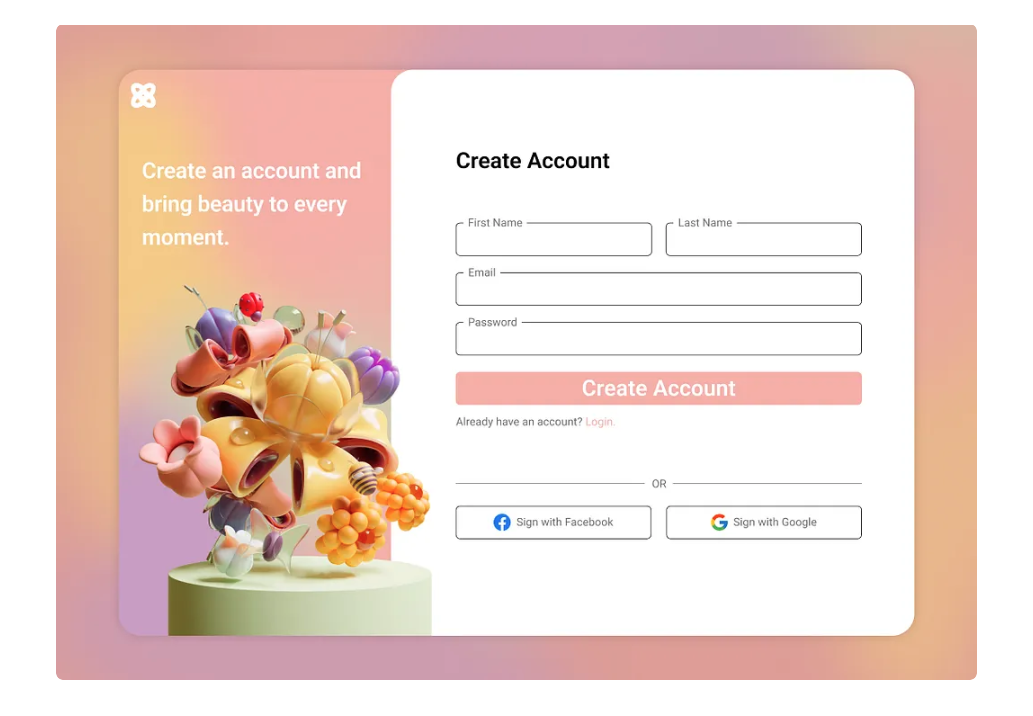 Create an account and
bring beauty to every
moment.
Create Account
First Name
Last Name
Email
Password
Create Account
Already have an account? Login.
OR
Sign with Facebook
Sign with Google